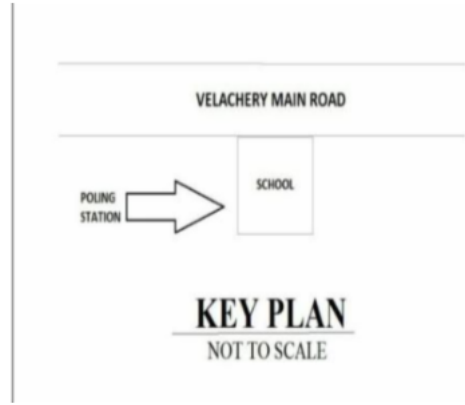 VELACHERY MAIN ROAD
SCHOOL
POLING
STATION
KEY PLAN
NOT TO SCALE